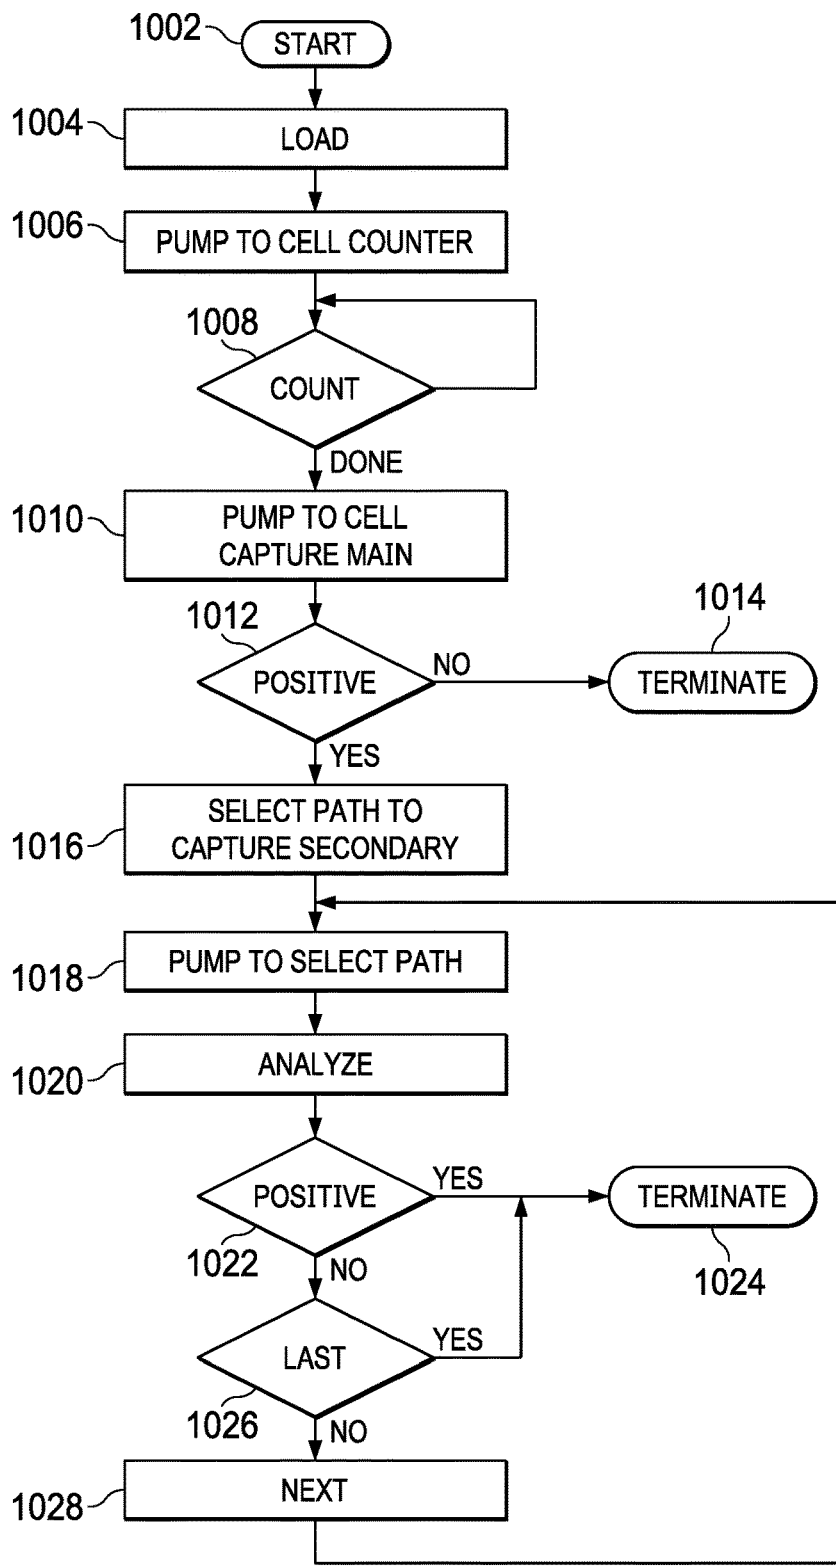 1002
START
1004
LOAD
1006
PUMP TO CELL COUNTER
1008
COUNT
DONE
1010
PUMP TO CELL
CAPTURE MAIN
1012
POSITIVE
NO
1014
TERMINATE
YES
1016
SELECT PATH TO
CAPTURE SECONDARY
1018
PUMP TO SELECT PATH
1020
ANALYZE
POSITIVE
YES
TERMINATE
1022
NO
1024
LAST
YES
1026
NO
1028
NEXT